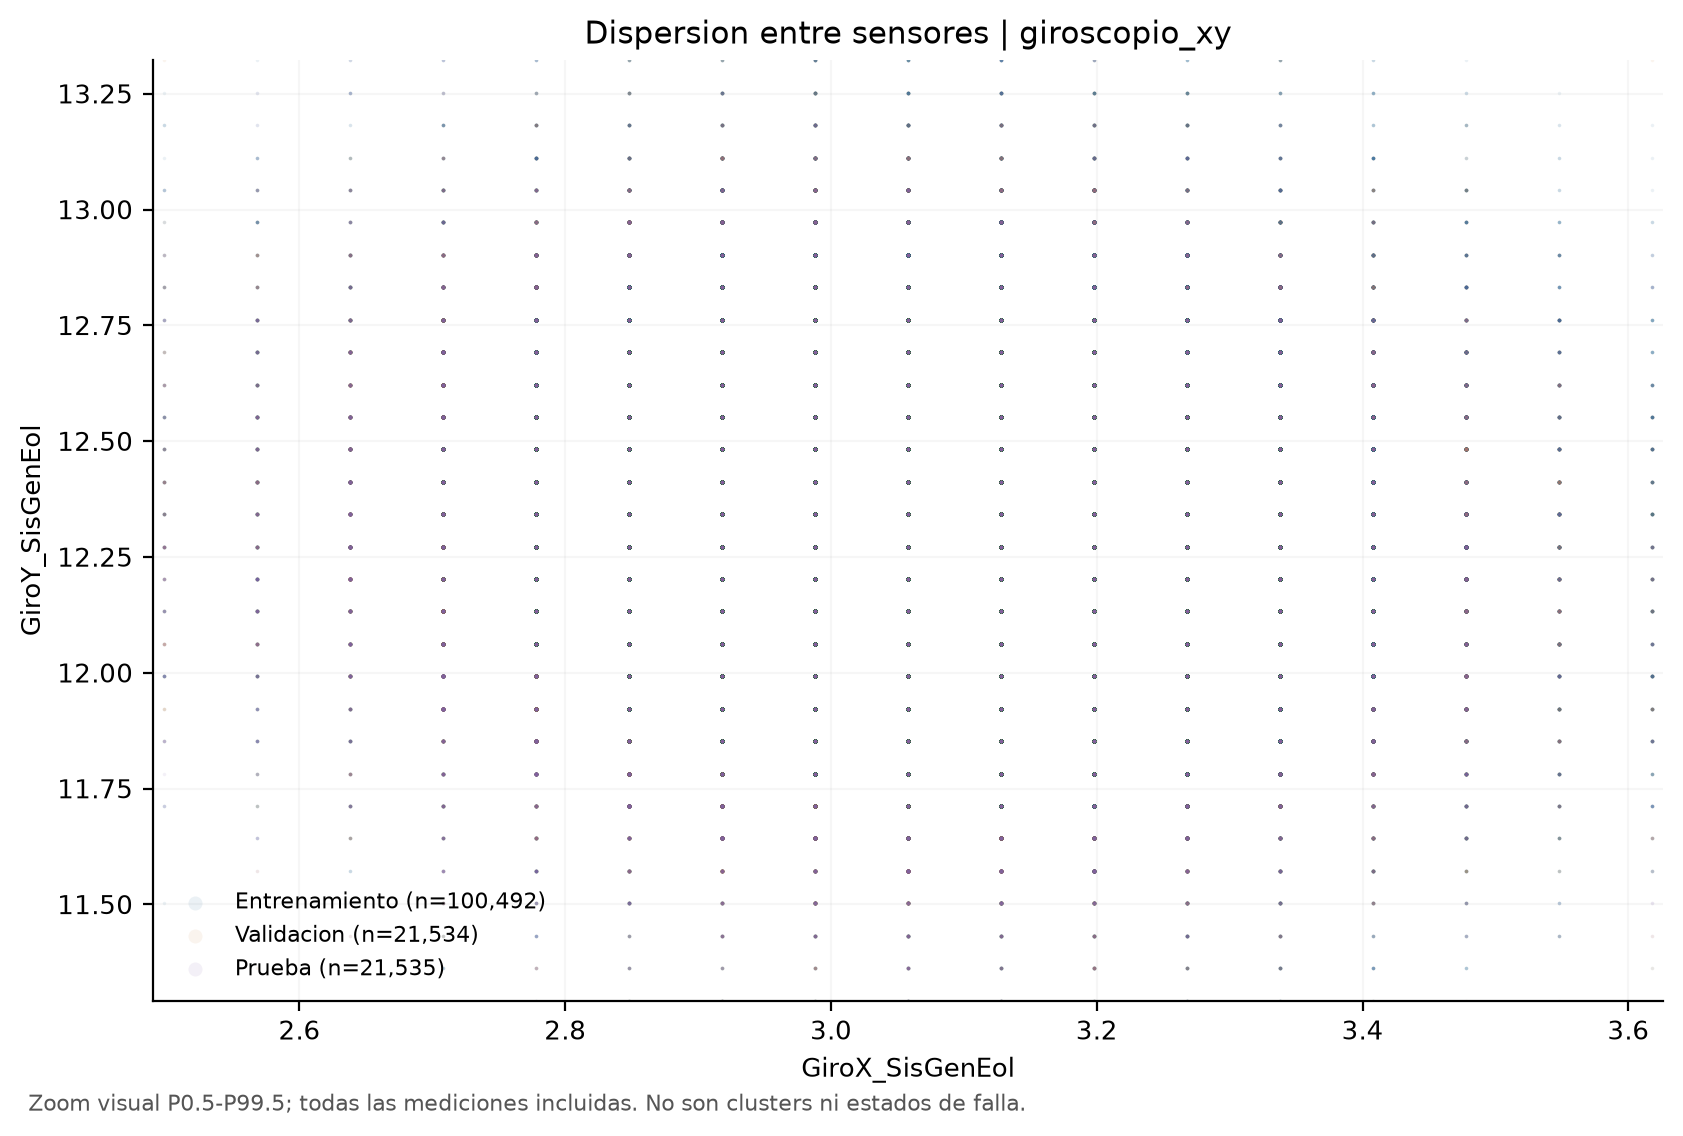 Dispersion entre sensores | giroscopio_xy
GiroY_SisGenEol
13.25
13.00
12.75
12.50
12.25
12.00
11.75
11.50
Entrenamiento (n=100,492)
Validacion (n=21,534)
Prueba (n=21,535)
2.6 2.8 3.0 3.2 3.4 3.6
GiroX_SisGenEol
Zoom visual P0.5-P99.5; todas las mediciones incluidas. No son clusters ni estados de falla.